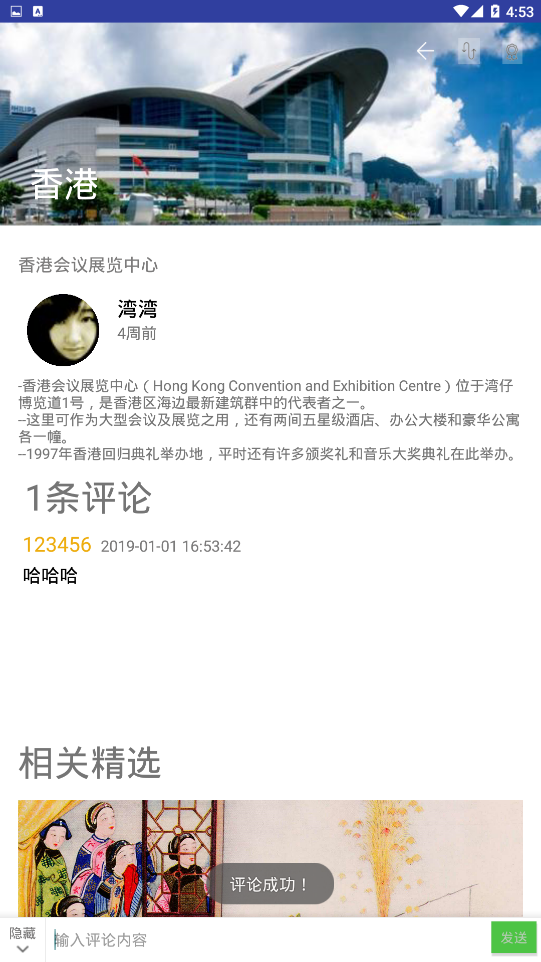 4:53
香港
香港会议展览中心
湾湾
4周前
-香港会议展览中心（Hong Kong Convention and Exhibition Centre）位于湾仔
博览道1号，是香港区海边最新建筑群中的代表者之一。
--这里可作为大型会议及展览之用，还有两间五星级酒店、办公大楼和豪华公寓
各一幢。
--1997年香港回归典礼举办地，平时还有许多颁奖礼和音乐大奖典礼在此举办。
1条评论
123456 2019-01-01 16:53:42
哈哈哈
相关精选
评论成功！
隐藏 输入评论内容 发送